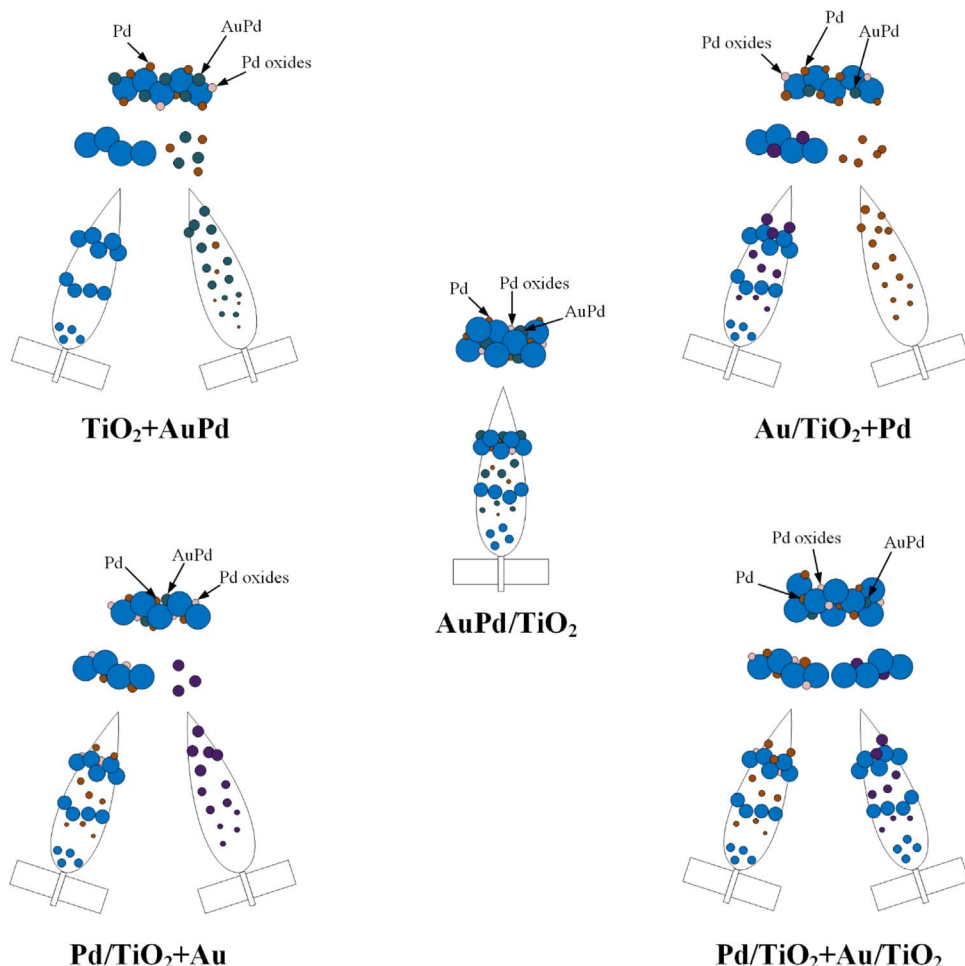 Pd
AuPd
Pd oxides
TiO₂+AuPd
Pd oxides
Pd
AuPd
Au/TiO₂+Pd
Pd
Pd oxides
AuPd
AuPd/TiO₂
Pd
AuPd
Pd oxides
Pd/TiO₂+Au
Pd oxides
AuPd
Pd
Pd/TiO₂+Au/TiO₂